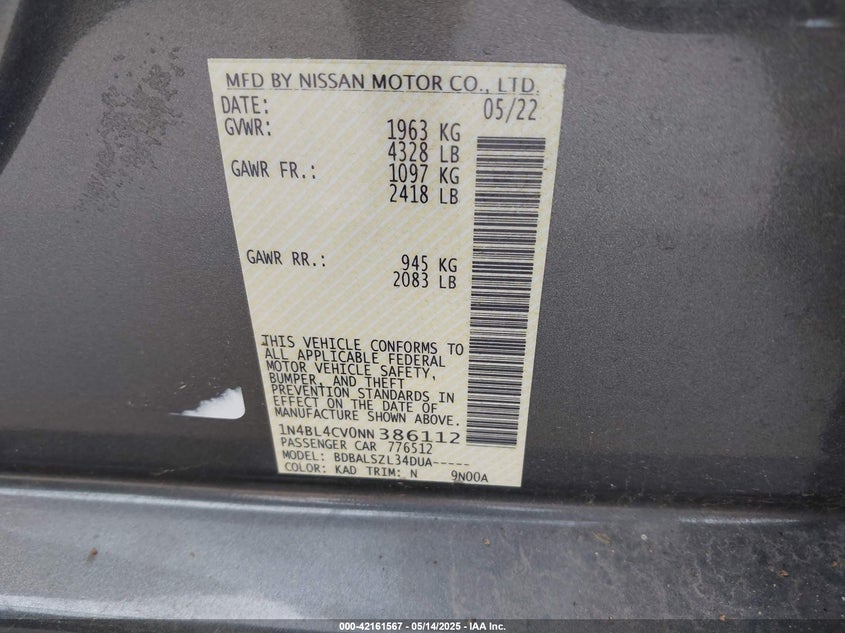 MFD BY NISSAN MOTOR CO., LTD.
DATE: 05/22
GVWR: 1963 KG
4328 LB
GAWR FR.: 1097 KG
2418 LB
GAWR RR.: 945 KG
2083 LB
THIS VEHICLE CONFORMS TO
ALL APPLICABLE FEDERAL
MOTOR VEHICLE SAFETY,
BUMPER, AND THEFT
PREVENTION STANDARDS IN
EFFECT ON THE DATE OF
MANUFACTURE SHOWN ABOVE.
1N4BL4CV0NN386112
PASSENGER CAR 776512
MODEL: BDBALSZL34DUA-----
COLOR: KAD TRIM: N 9N00A
000-42161567 — 05/14/2025 — IAA Inc.